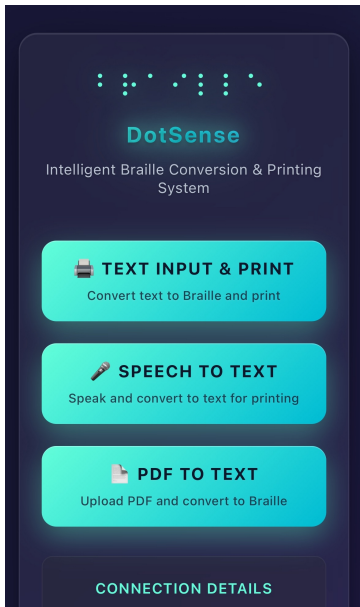 ⠃⠗⠁⠊⠇⠇⠑
DotSense
Intelligent Braille Conversion & Printing
System
🖨️ TEXT INPUT & PRINT
Convert text to Braille and print
🎤 SPEECH TO TEXT
Speak and convert to text for printing
📄 PDF TO TEXT
Upload PDF and convert to Braille
CONNECTION DETAILS